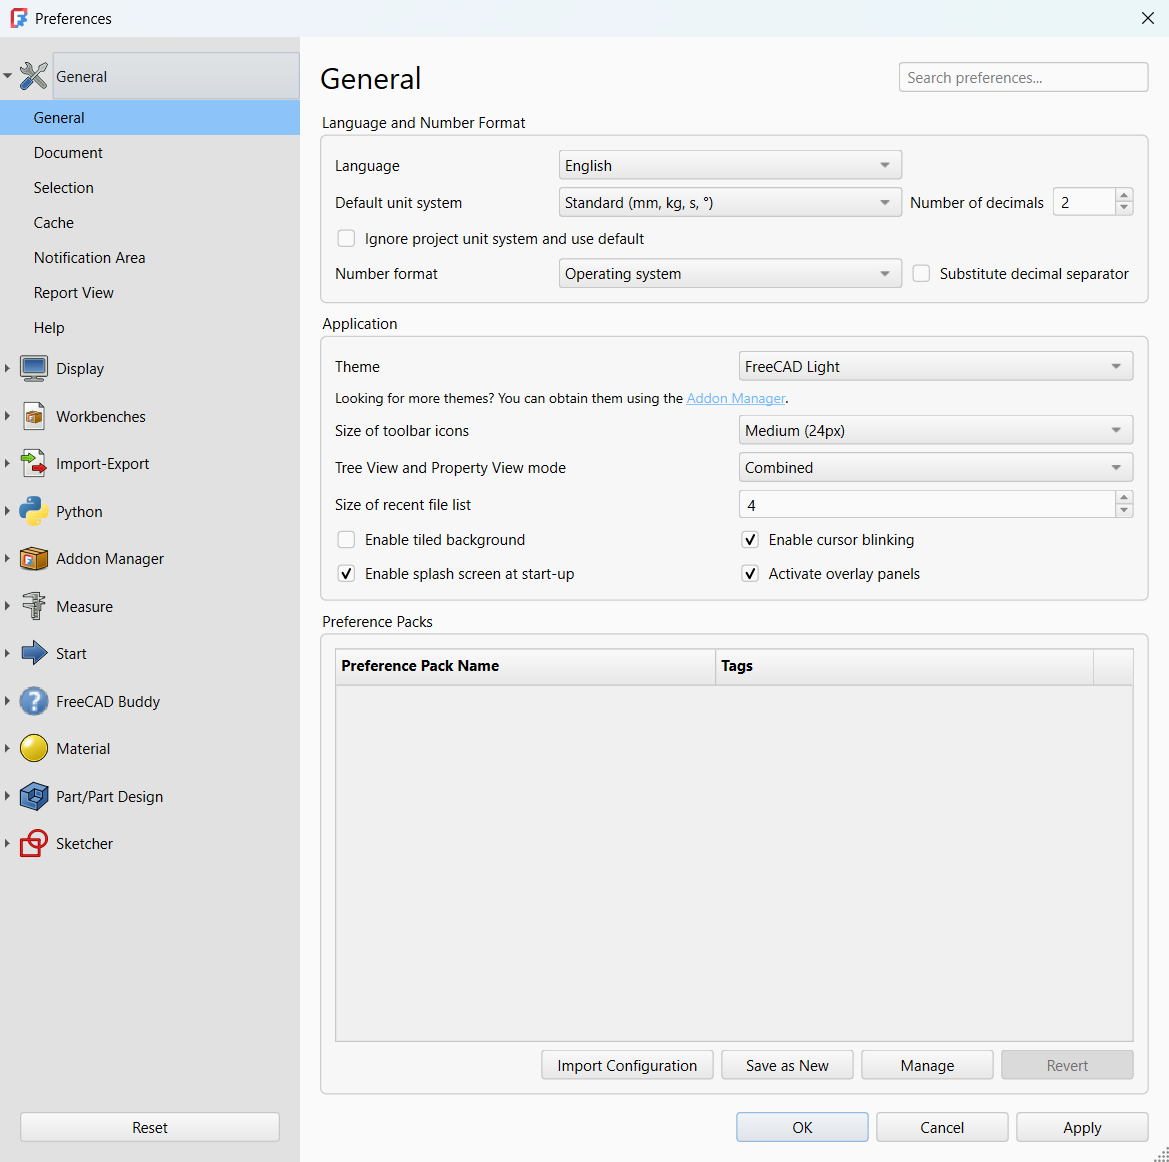 Preferences
General
General
Document
Selection
Cache
Notification Area
Report View
Help
Display
Workbenches
Import-Export
Python
Addon Manager
Measure
Start
FreeCAD Buddy
Material
Part/Part Design
Sketcher
Reset
General
Search preferences...
Language and Number Format
Language English
Default unit system Standard (mm, kg, s, °) Number of decimals 2
Ignore project unit system and use default
Number format Operating system Substitute decimal separator
Application
Theme FreeCAD Light
Looking for more themes? You can obtain them using the Addon Manager.
Size of toolbar icons Medium (24px)
Tree View and Property View mode Combined
Size of recent file list 4
Enable tiled background Enable cursor blinking
Enable splash screen at start-up Activate overlay panels
Preference Packs
Preference Pack Name Tags
Import Configuration Save as New Manage Revert
OK Cancel Apply